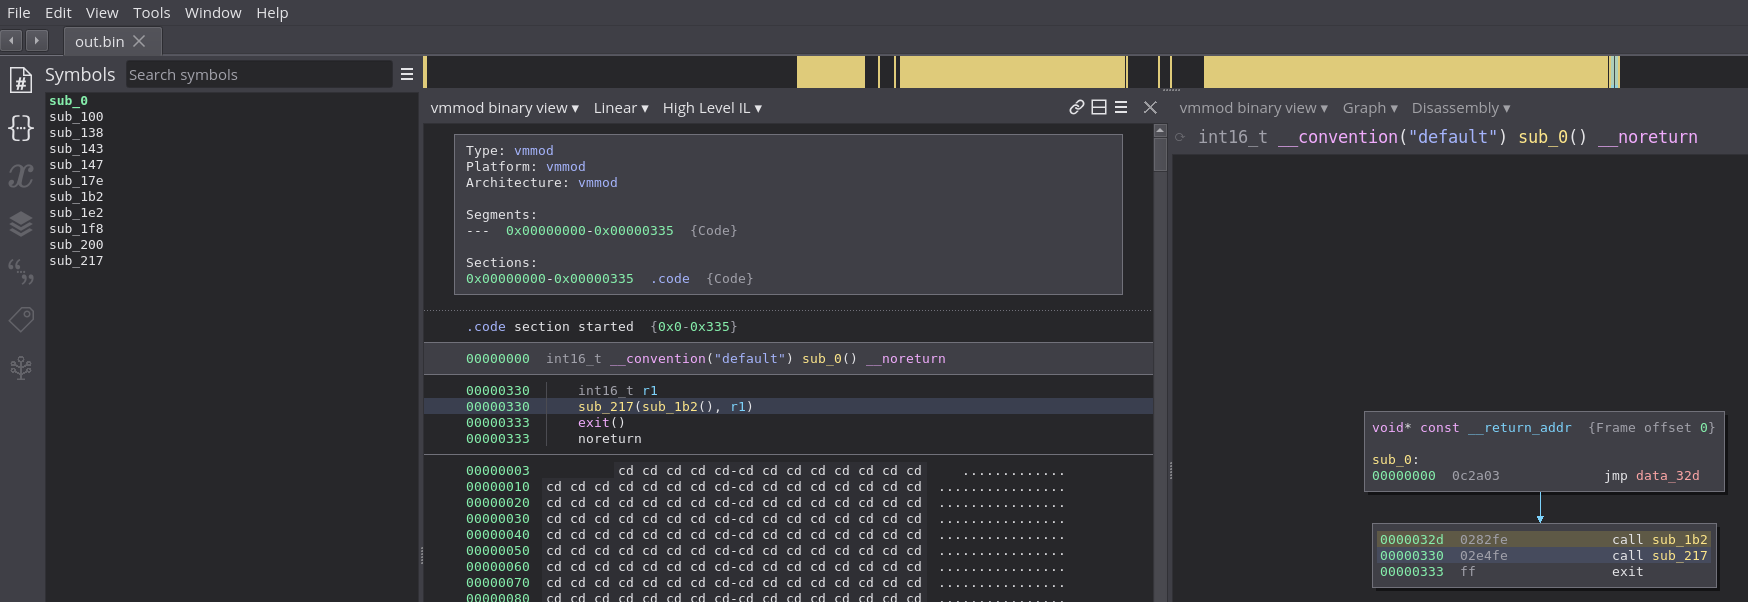 File Edit View Tools Window Help
out.bin
Symbols Search symbols
sub_0
sub_100
sub_138
sub_143
sub_147
sub_17e
sub_1b2
sub_1e2
sub_1f8
sub_200
sub_217
vmmod binary view ▾ Linear ▾ High Level IL ▾
Type: vmmod
Platform: vmmod
Architecture: vmmod
Segments:
--- 0x00000000-0x00000335 {Code}
Sections:
0x00000000-0x00000335 .code {Code}
.code section started {0x0-0x335}
00000000 int16_t __convention("default") sub_0() __noreturn
00000330 int16_t r1
00000330 sub_217(sub_1b2(), r1)
00000333 exit()
00000333 noreturn
00000003 cd cd cd cd cd-cd cd cd cd cd cd cd cd .............
00000010 cd cd cd cd cd cd cd cd-cd cd cd cd cd cd cd cd ................
00000020 cd cd cd cd cd cd cd cd-cd cd cd cd cd cd cd cd ................
00000030 cd cd cd cd cd cd cd cd-cd cd cd cd cd cd cd cd ................
00000040 cd cd cd cd cd cd cd cd-cd cd cd cd cd cd cd cd ................
00000050 cd cd cd cd cd cd cd cd-cd cd cd cd cd cd cd cd ................
00000060 cd cd cd cd cd cd cd cd-cd cd cd cd cd cd cd cd ................
00000070 cd cd cd cd cd cd cd cd-cd cd cd cd cd cd cd cd ................
00000080 cd cd cd cd cd cd cd cd-cd cd cd cd cd cd cd cd ................
vmmod binary view ▾ Graph ▾ Disassembly ▾
int16_t __convention("default") sub_0() __noreturn
void* const __return_addr {Frame offset 0}
sub_0:
00000000 0c2a03 jmp data_32d
0000032d 0282fe call sub_1b2
00000330 02e4fe call sub_217
00000333 ff exit